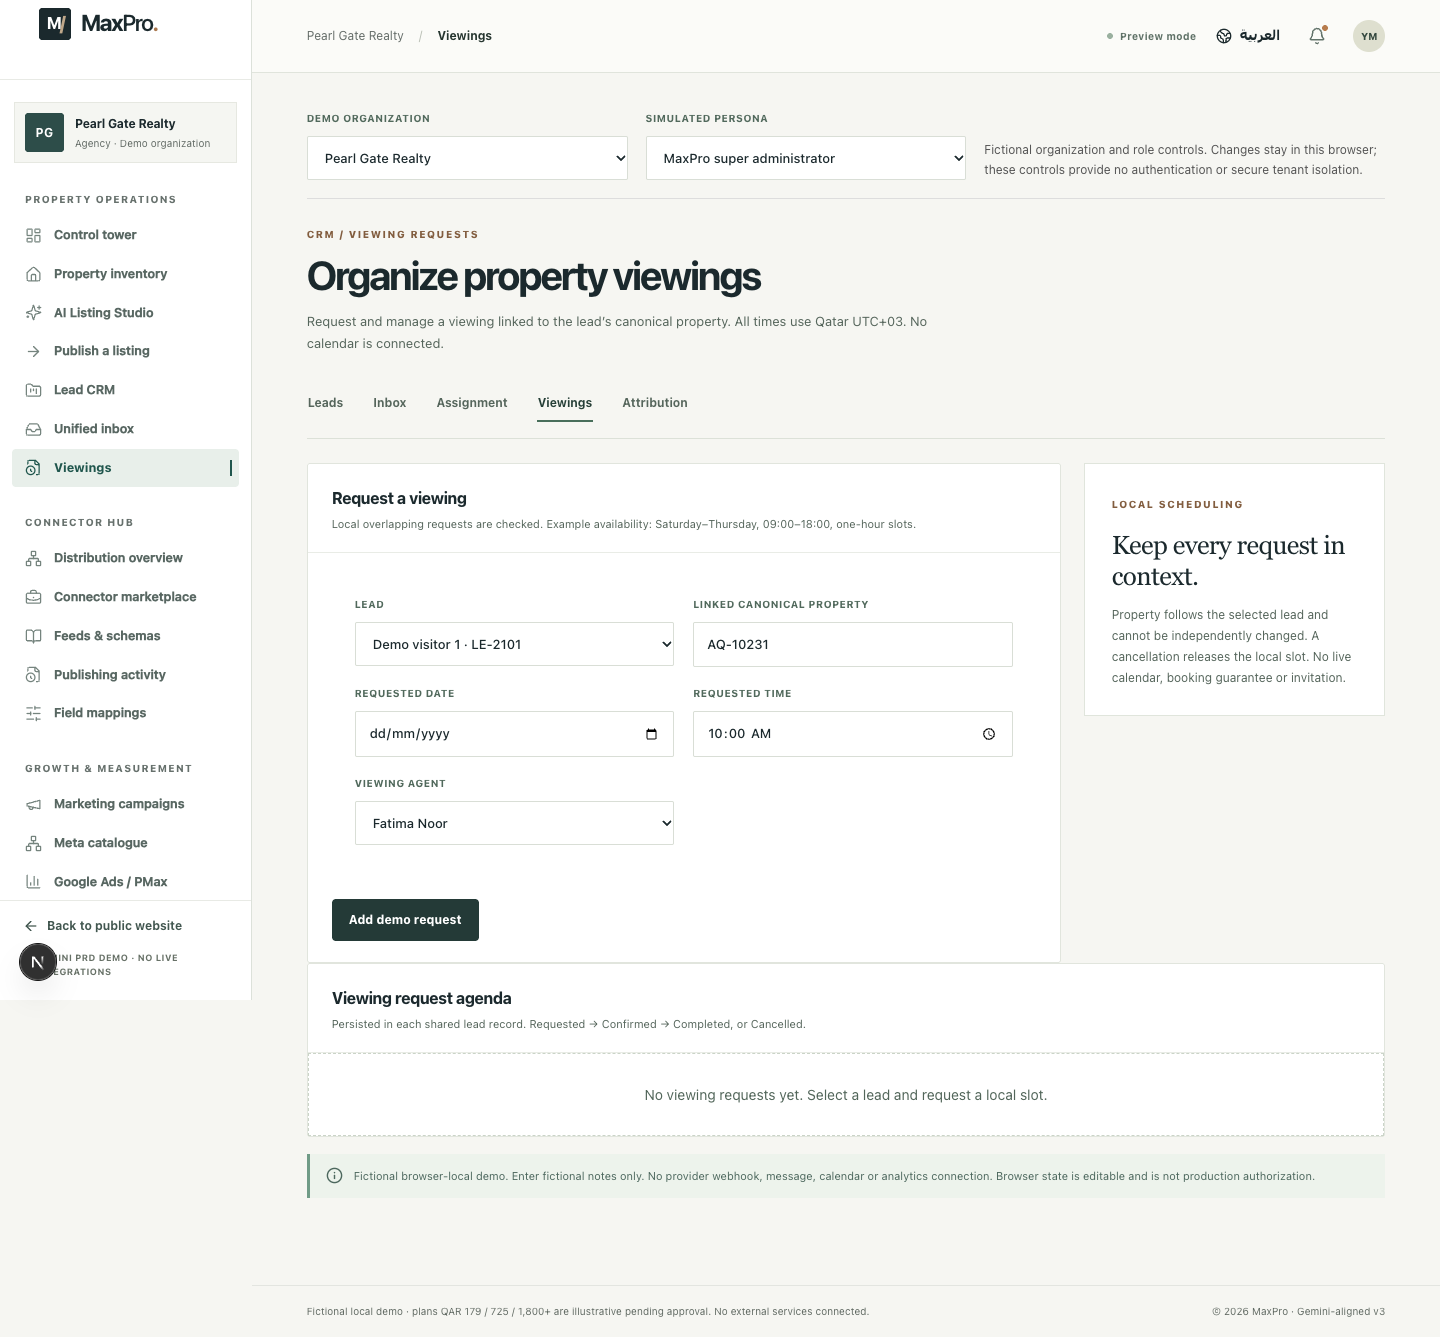 M/ MaxPro.
Pearl Gate Realty / Viewings
Preview mode
العربية
YM
PG
Pearl Gate Realty
Agency · Demo organization
PROPERTY OPERATIONS
Control tower
Property inventory
AI Listing Studio
Publish a listing
Lead CRM
Unified inbox
Viewings
CONNECTOR HUB
Distribution overview
Connector marketplace
Feeds & schemas
Publishing activity
Field mappings
GROWTH & MEASUREMENT
Marketing campaigns
Meta catalogue
Google Ads / PMax
Back to public website
INI PRD DEMO · NO LIVE
EGRATIONS
N
DEMO ORGANIZATION
Pearl Gate Realty
SIMULATED PERSONA
MaxPro super administrator
Fictional organization and role controls. Changes stay in this browser;
these controls provide no authentication or secure tenant isolation.
CRM / VIEWING REQUESTS
Organize property viewings
Request and manage a viewing linked to the lead's canonical property. All times use Qatar UTC+03. No
calendar is connected.
Leads Inbox Assignment Viewings Attribution
Request a viewing
Local overlapping requests are checked. Example availability: Saturday–Thursday, 09:00–18:00, one-hour slots.
LEAD
Demo visitor 1 · LE-2101
LINKED CANONICAL PROPERTY
AQ-10231
REQUESTED DATE
dd/mm/yyyy
REQUESTED TIME
10:00 AM
VIEWING AGENT
Fatima Noor
Add demo request
LOCAL SCHEDULING
Keep every request in
context.
Property follows the selected lead and
cannot be independently changed. A
cancellation releases the local slot. No live
calendar, booking guarantee or invitation.
Viewing request agenda
Persisted in each shared lead record. Requested → Confirmed → Completed, or Cancelled.
No viewing requests yet. Select a lead and request a local slot.
Fictional browser-local demo. Enter fictional notes only. No provider webhook, message, calendar or analytics connection. Browser state is editable and is not production authorization.
Fictional local demo · plans QAR 179 / 725 / 1,800+ are illustrative pending approval. No external services connected.
© 2026 MaxPro · Gemini-aligned v3